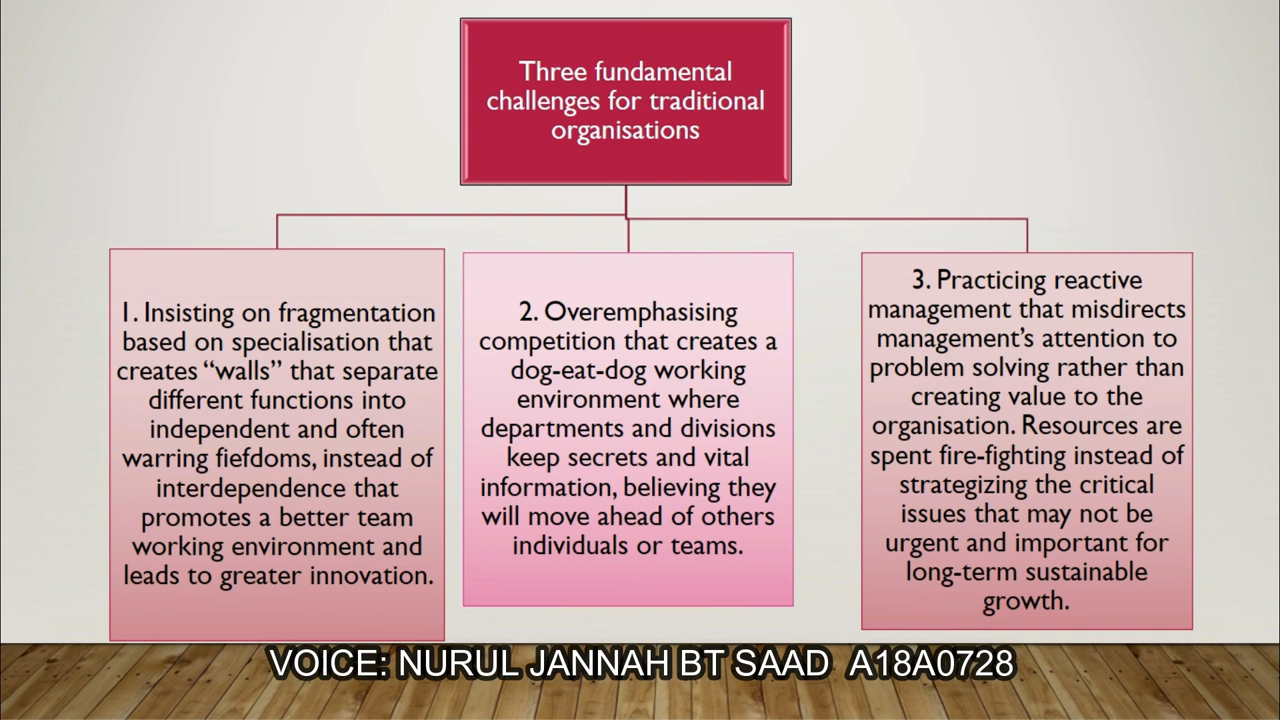 Three fundamental
challenges for traditional
organisations
1. Insisting on fragmentation
based on specialisation that
creates “walls” that separate
different functions into
independent and often
warring fiefdoms, instead of
interdependence that
promotes a better team
working environment and
leads to greater innovation.
2. Overemphasising
competition that creates a
dog-eat-dog working
environment where
departments and divisions
keep secrets and vital
information, believing they
will move ahead of others
individuals or teams.
3. Practicing reactive
management that misdirects
management’s attention to
problem solving rather than
creating value to the
organisation. Resources are
spent fire-fighting instead of
strategizing the critical
issues that may not be
urgent and important for
long-term sustainable
growth.
VOICE: NURUL JANNAH BT SAAD A18A0728